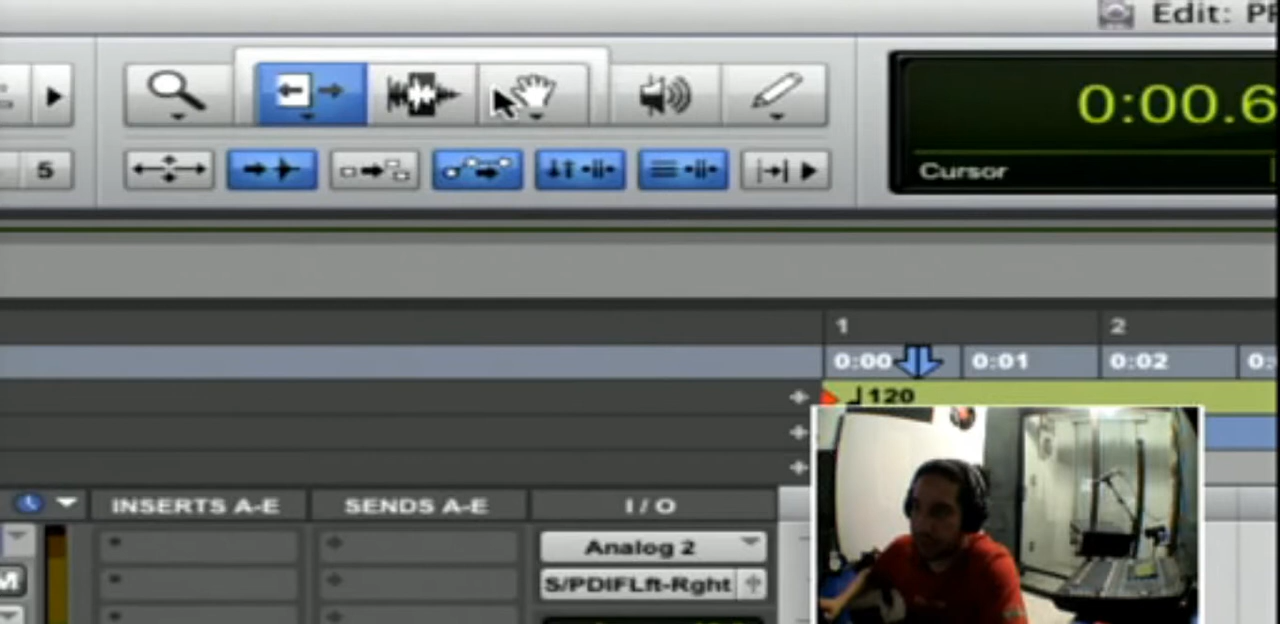 Edit: PR
0:00.6
5
Cursor
1 2
0:00 0:01 0:02
120
INSERTS A-E SENDS A-E I / O
Analog 2
M
S/PDIFLft-Rght